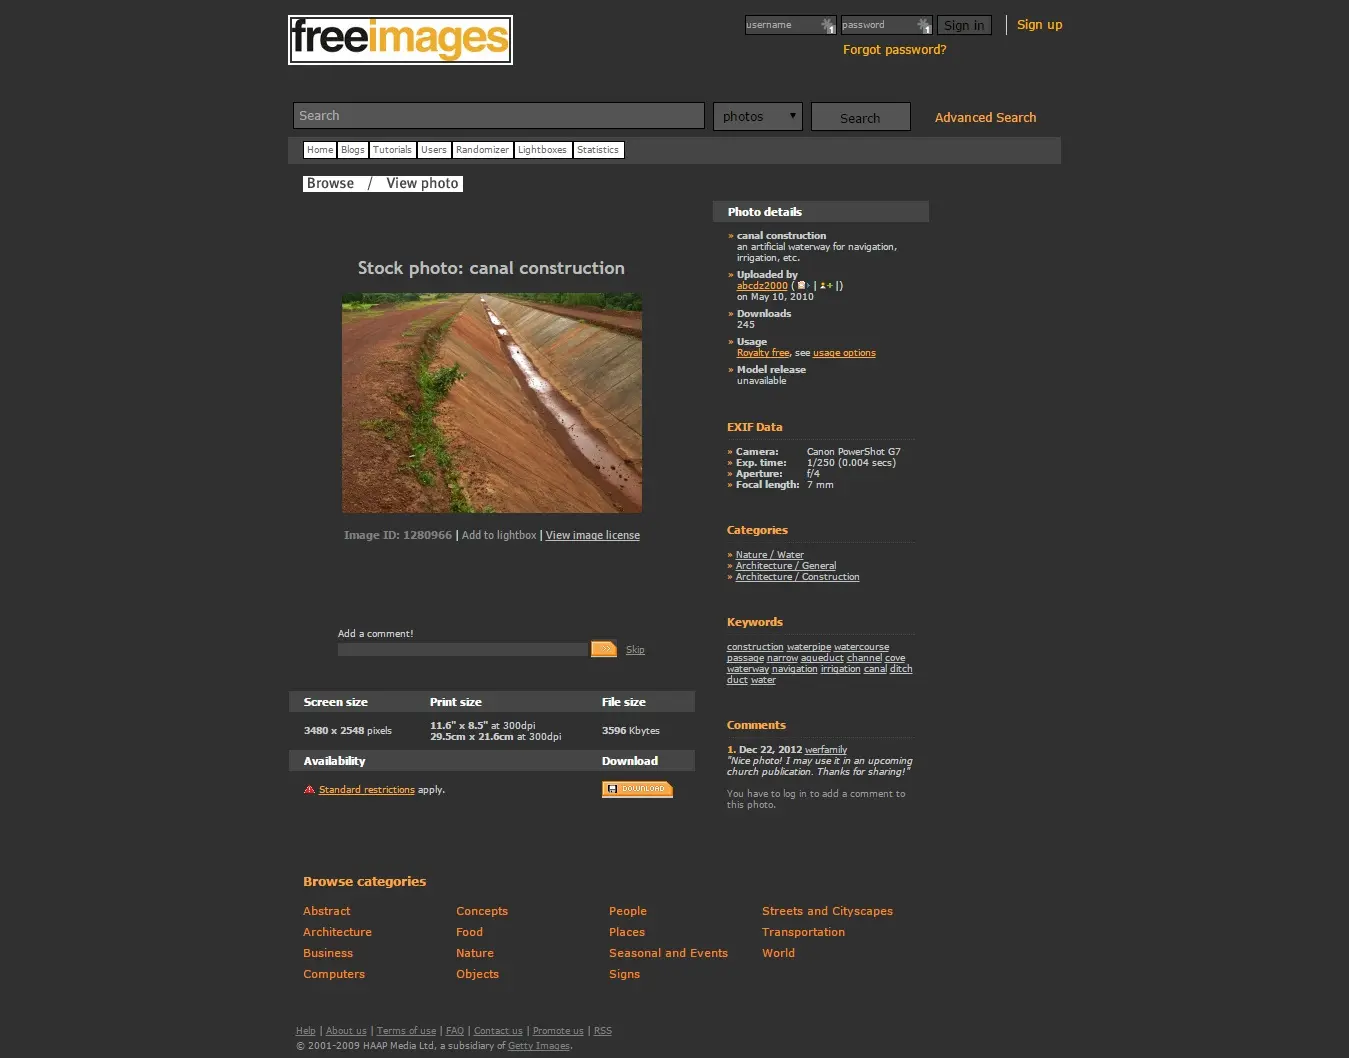 freeimages
username
password
Sign in
Sign up
Forgot password?
Search
photos
Search
Advanced Search
Home
Blogs
Tutorials
Users
Randomizer
Lightboxes
Statistics
Browse / View photo
Stock photo: canal construction
Image ID: 1280966 | Add to lightbox | View image license
Add a comment!
Skip
Screen size Print size File size
3480 x 2548 pixels
11.6" x 8.5" at 300dpi
29.5cm x 21.6cm at 300dpi
3596 Kbytes
Availability Download
Standard restrictions apply.
DOWNLOAD
Photo details
» canal construction
an artificial waterway for navigation,
irrigation, etc.
» Uploaded by
abcdz2000 ( | |)
on May 10, 2010
» Downloads
245
» Usage
Royalty free, see usage options
» Model release
unavailable
EXIF Data
» Camera: Canon PowerShot G7
» Exp. time: 1/250 (0.004 secs)
» Aperture: f/4
» Focal length: 7 mm
Categories
» Nature / Water
» Architecture / General
» Architecture / Construction
Keywords
construction waterpipe watercourse
passage narrow aqueduct channel cove
waterway navigation irrigation canal ditch
duct water
Comments
1. Dec 22, 2012 werfamily
"Nice photo! I may use it in an upcoming
church publication. Thanks for sharing!"
You have to log in to add a comment to
this photo.
Browse categories
Abstract Concepts People Streets and Cityscapes
Architecture Food Places Transportation
Business Nature Seasonal and Events World
Computers Objects Signs
Help | About us | Terms of use | FAQ | Contact us | Promote us | RSS
© 2001-2009 HAAP Media Ltd, a subsidiary of Getty Images.